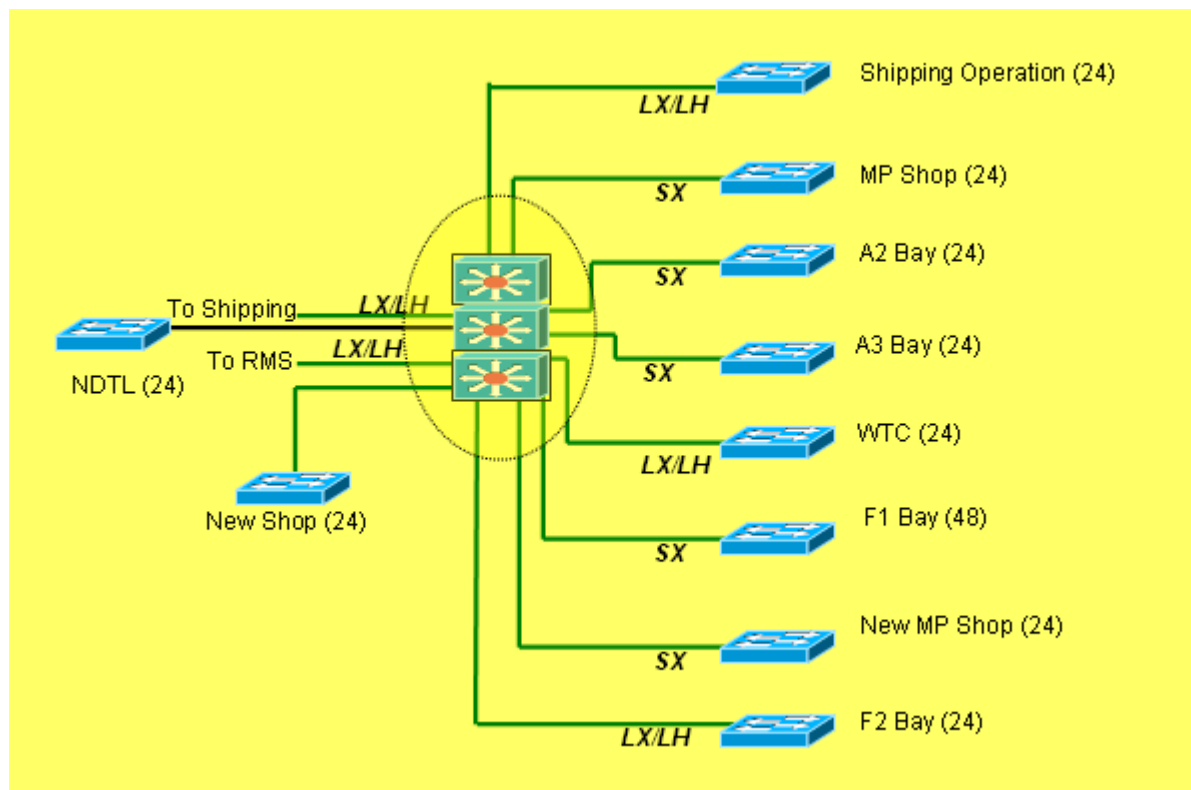 Shipping Operation (24)
LX/LH
MP Shop (24)
SX
A2 Bay (24)
SX
To Shipping
LX/LH
A3 Bay (24)
To RMS
LX/LH
SX
NDTL (24)
WTC (24)
LX/LH
New Shop (24)
F1 Bay (48)
SX
New MP Shop (24)
SX
F2 Bay (24)
LX/LH